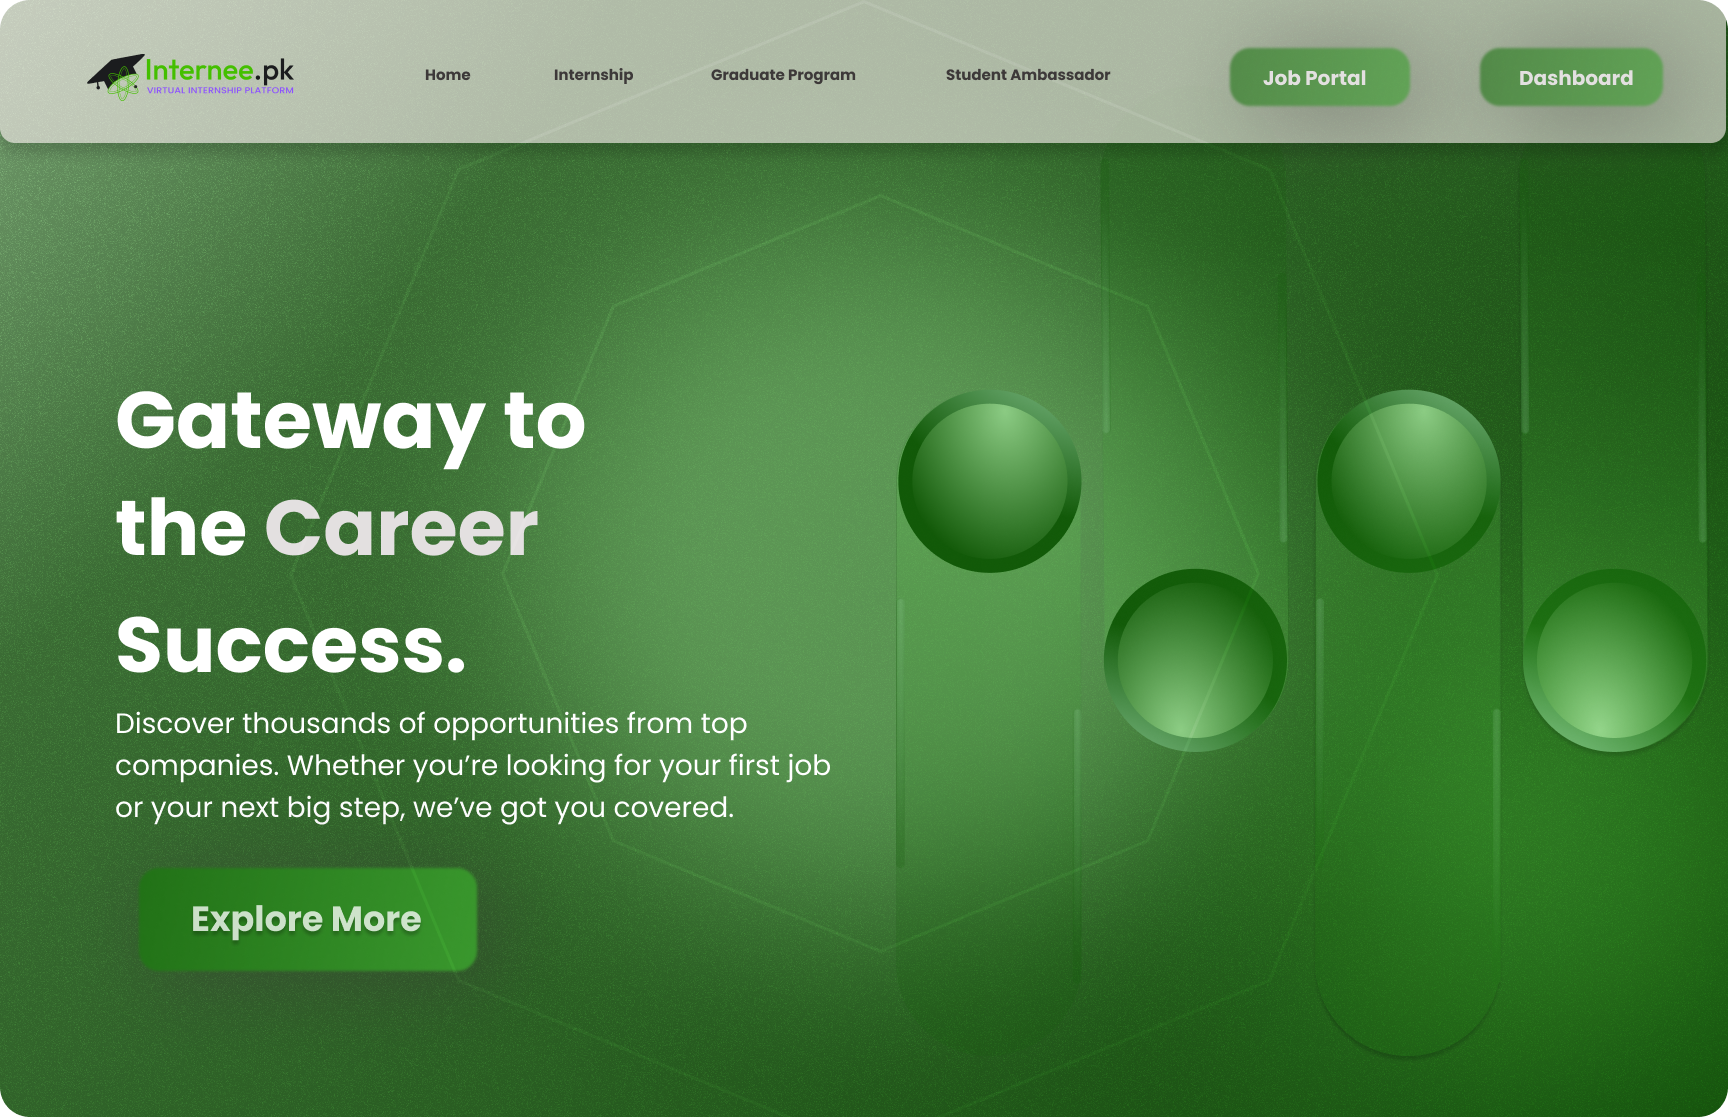 Internee.pk
VIRTUAL INTERNSHIP PLATFORM
Home
Internship
Graduate Program
Student Ambassador
Job Portal
Dashboard
Gateway to
the Career
Success.
Discover thousands of opportunities from top
companies. Whether you’re looking for your first job
or your next big step, we’ve got you covered.
Explore More